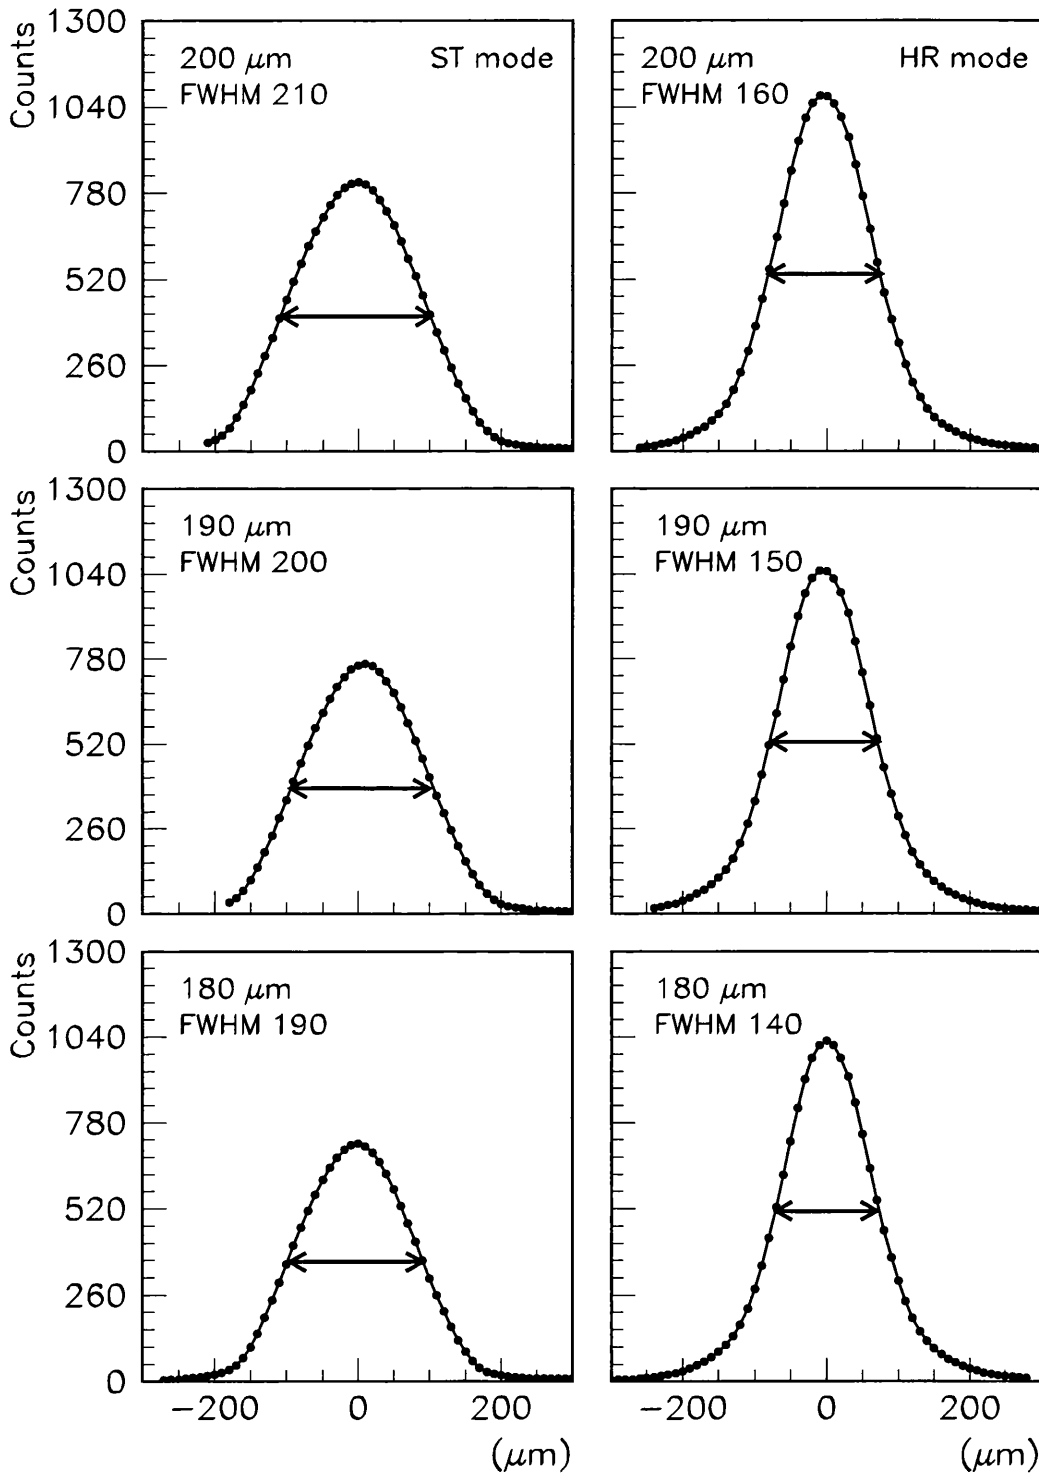 1300
Counts
200 μm
ST mode
FWHM 210
1040
780
520
260
0
200 μm
HR mode
FWHM 160
1300
Counts
190 μm
FWHM 200
1040
780
520
260
0
190 μm
FWHM 150
1300
Counts
180 μm
FWHM 190
1040
780
520
260
0
−200 0 200
(μm)
180 μm
FWHM 140
−200 0 200
(μm)